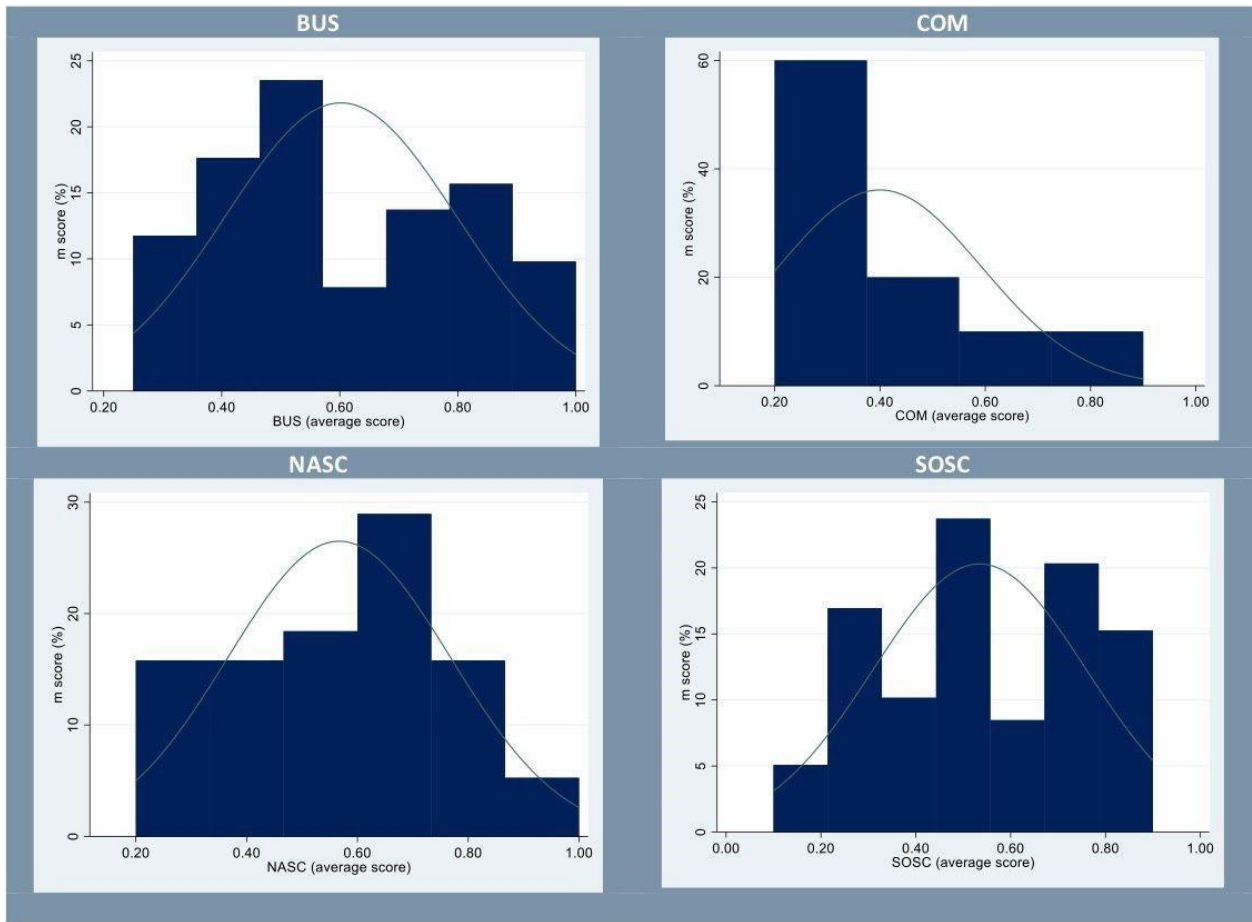 BUS
25
20
15
10
5
0
m score (%)
0.20 0.40 0.60 0.80 1.00
BUS (average score)
COM
60
40
20
0
m score (%)
0.20 0.40 0.60 0.80 1.00
COM (average score)
NASC
30
20
10
0
m score (%)
0.20 0.40 0.60 0.80 1.00
NASC (average score)
SOSC
25
20
15
10
5
0
m score (%)
0.00 0.20 0.40 0.60 0.80 1.00
SOSC (average score)